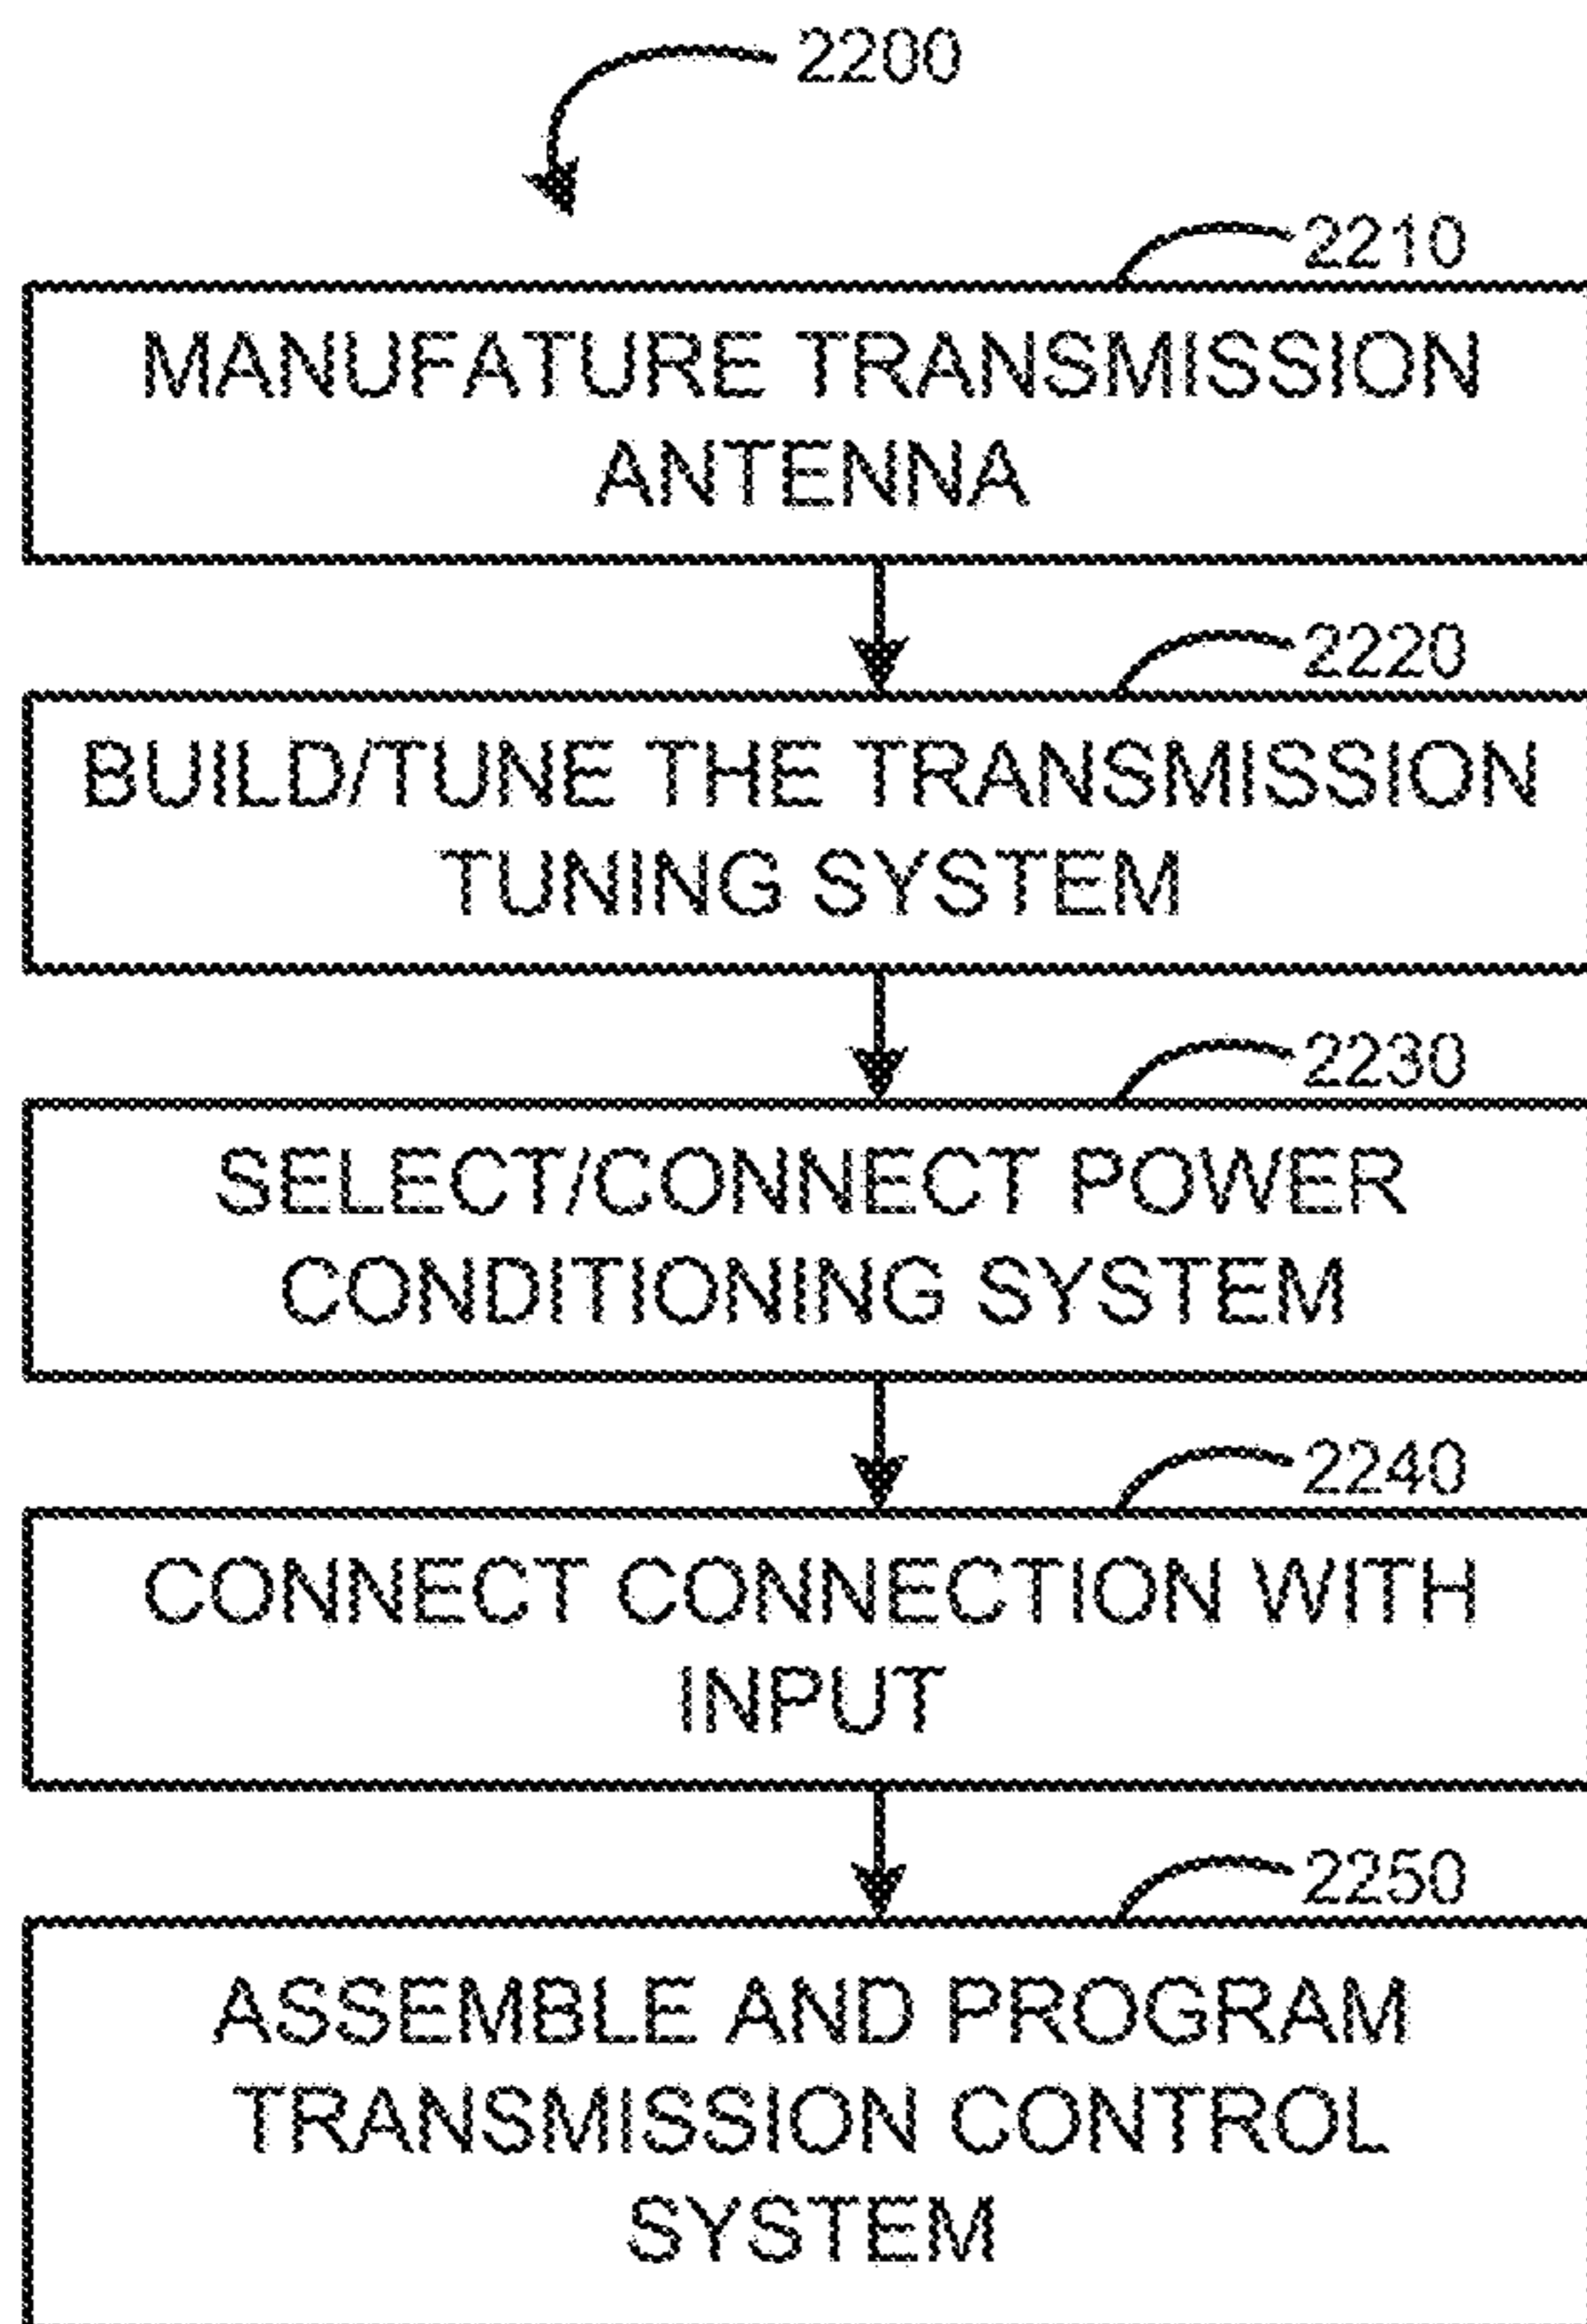 2200
2210
MANUFATURE TRANSMISSION
ANTENNA
2220
BUILD/TUNE THE TRANSMISSION
TUNING SYSTEM
2230
SELECT/CONNECT POWER
CONDITIONING SYSTEM
2240
CONNECT CONNECTION WITH
INPUT
2250
ASSEMBLE AND PROGRAM
TRANSMISSION CONTROL
SYSTEM